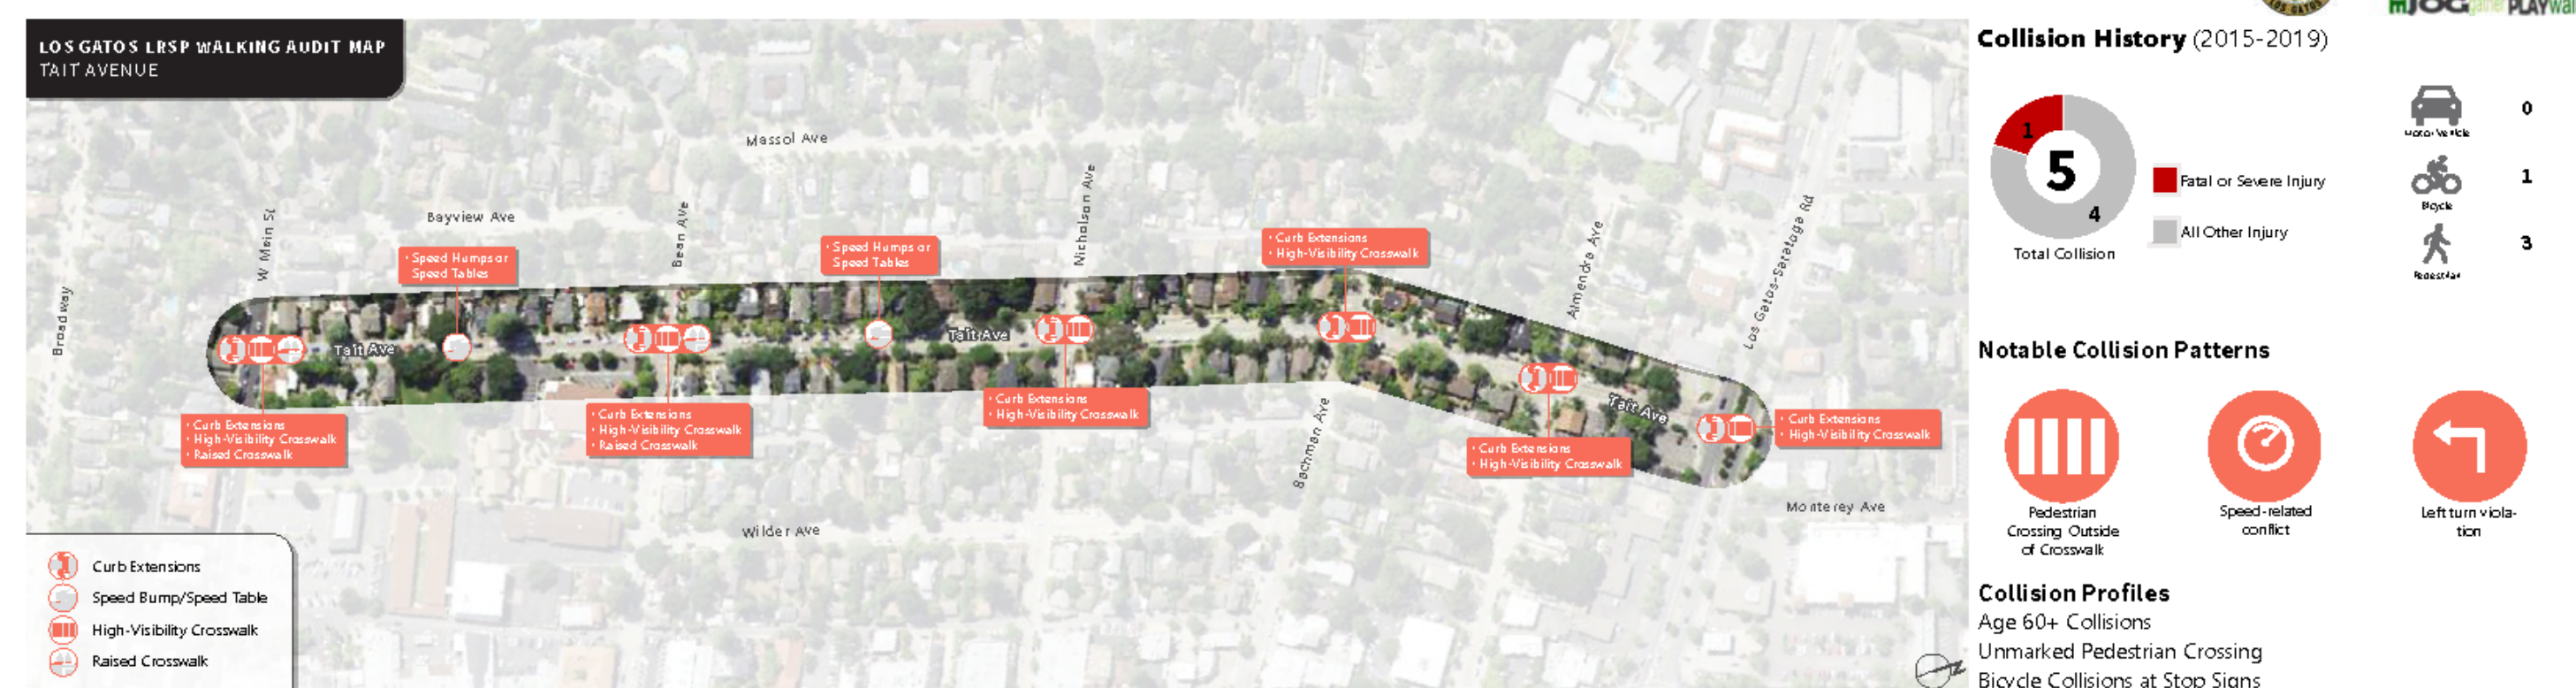 LOS GATOS LRSP WALKING AUDIT MAP
TAIT AVENUE
Massol Ave
Bayview Ave
W Main St
Bean Ave
Nicholson Ave
Almendra Ave
Los Gatos-Saratoga Rd
Broadway
• Speed Humps or
Speed Tables
• Speed Humps or
Speed Tables
• Curb Extensions
• High-Visibility Crosswalk
Tait Ave
Tait Ave
Tait Ave
• Curb Extensions
• High-Visibility Crosswalk
• Raised Crosswalk
• Curb Extensions
• High-Visibility Crosswalk
• Raised Crosswalk
• Curb Extensions
• High-Visibility Crosswalk
• Curb Extensions
• High-Visibility Crosswalk
• Curb Extensions
• High-Visibility Crosswalk
Bachman Ave
Wilder Ave
Monterey Ave
Curb Extensions
Speed Bump/Speed Table
High-Visibility Crosswalk
Raised Crosswalk
LOS GATOS
PLAY
Collision History (2015-2019)
1
5
4
Total Collision
Fatal or Severe Injury
All Other Injury
0
Motor Vehicle
1
Bicycle
3
Pedestrian
Notable Collision Patterns
Pedestrian
Crossing Outside
of Crosswalk
Speed-related
conflict
Left turn viola-
tion
Collision Profiles
Age 60+ Collisions
Unmarked Pedestrian Crossing
Bicycle Collisions at Stop Signs